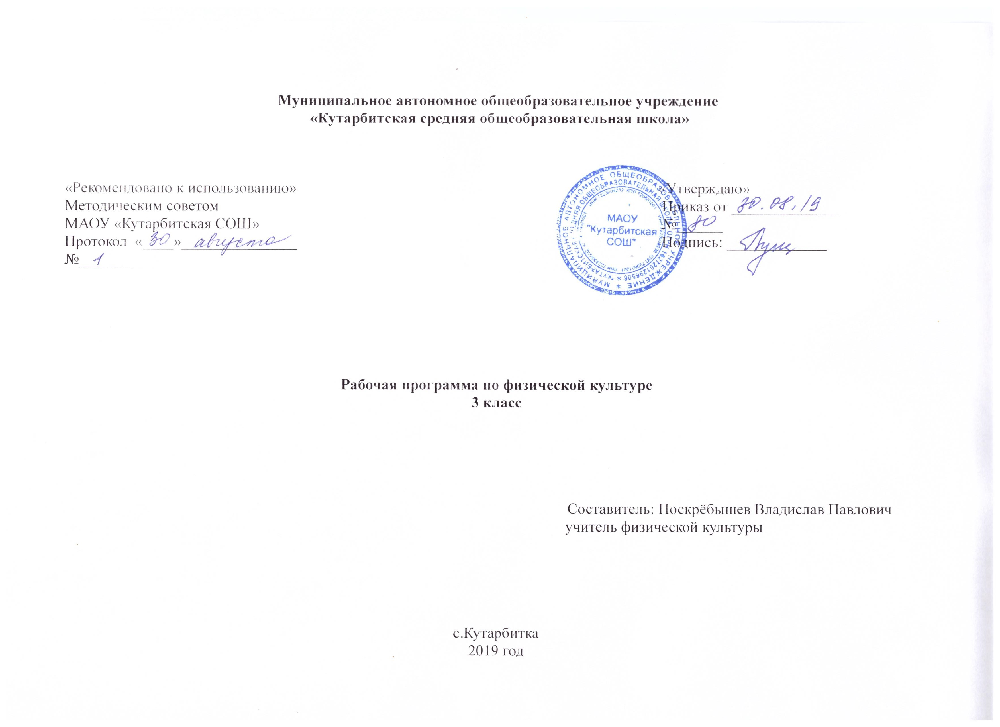 Муниципальное автономное общеобразовательное учреждение
«Кутарбитская средняя общеобразовательная школа»
«Рекомендовано к использованию»
Методическим советом
МАОУ «Кутарбитская СОШ»
Протокол «30» августа
№ 1
«Утверждаю»
Приказ от 30.08.19
№ 80
Подпись:
МУНИЦИПАЛЬНОЕ АВТОНОМНОЕ ОБЩЕОБРАЗОВАТЕЛЬНОЕ УЧРЕЖДЕНИЕ *
"КУТАРБИТСКАЯ СРЕДНЯЯ ОБЩЕОБРАЗОВАТЕЛЬНАЯ ШКОЛА" ОГРН 1027201296506 *
МАОУ
"Кутарбитская
СОШ"
Рабочая программа по физической культуре
3 класс
Составитель: Поскрёбышев Владислав Павлович
учитель физической культуры
с.Кутарбитка
2019 год